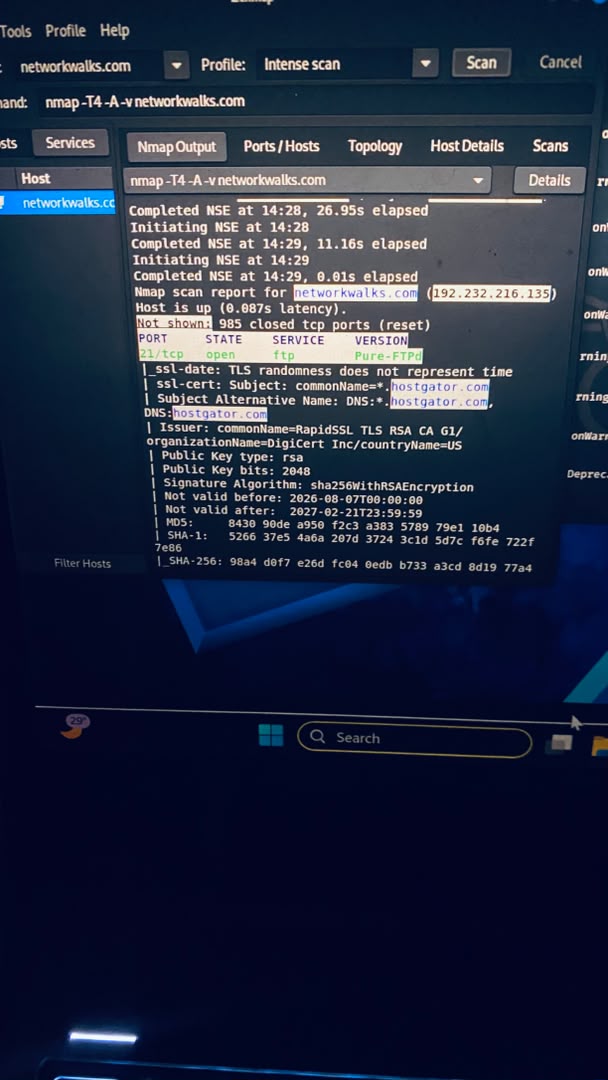 Tools Profile Help
networkwalks.com Profile: Intense scan Scan Cancel
nmap -T4 -A -v networkwalks.com
Services Nmap Output Ports / Hosts Topology Host Details Scans
Host
nmap -T4 -A -v networkwalks.com Details
networkwalks.cc
Completed NSE at 14:28, 26.95s elapsed
Initiating NSE at 14:28
Completed NSE at 14:29, 11.16s elapsed
Initiating NSE at 14:29
Completed NSE at 14:29, 0.01s elapsed
Nmap scan report for networkwalks.com (192.232.216.135)
Host is up (0.087s latency).
Not shown: 985 closed tcp ports (reset)
PORT STATE SERVICE VERSION
21/tcp open ftp Pure-FTPd
|_ssl-date: TLS randomness does not represent time
| ssl-cert: Subject: commonName=*.hostgator.com
| Subject Alternative Name: DNS:*.hostgator.com,
DNS:hostgator.com
| Issuer: commonName=RapidSSL TLS RSA CA G1/
organizationName=DigiCert Inc/countryName=US
| Public Key type: rsa
| Public Key bits: 2048
| Signature Algorithm: sha256WithRSAEncryption
| Not valid before: 2026-08-07T00:00:00
| Not valid after: 2027-02-21T23:59:59
| MD5: 8430 90de a950 f2c3 a383 5789 79e1 10b4
| SHA-1: 5266 37e5 4a6a 207d 3724 3c1d 5d7c f6fe 722f
7e86
|_SHA-256: 98a4 d0f7 e26d fc04 0edb b733 a3cd 8d19 77a4
Filter Hosts
29°
Search